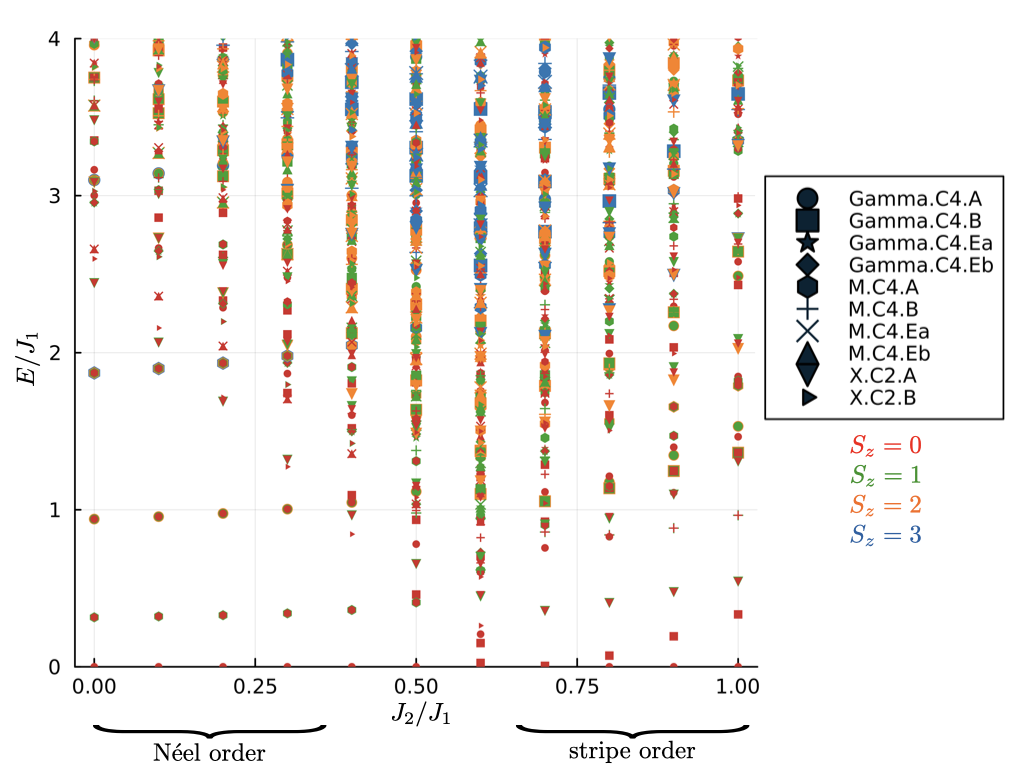 4
3
2
1
0
E/J₁
0.00
0.25
0.50
0.75
1.00
J₂/J₁
Néel order
stripe order
Gamma.C4.A
Gamma.C4.B
Gamma.C4.Ea
Gamma.C4.Eb
M.C4.A
M.C4.B
M.C4.Ea
M.C4.Eb
X.C2.A
X.C2.B
S_z = 0
S_z = 1
S_z = 2
S_z = 3